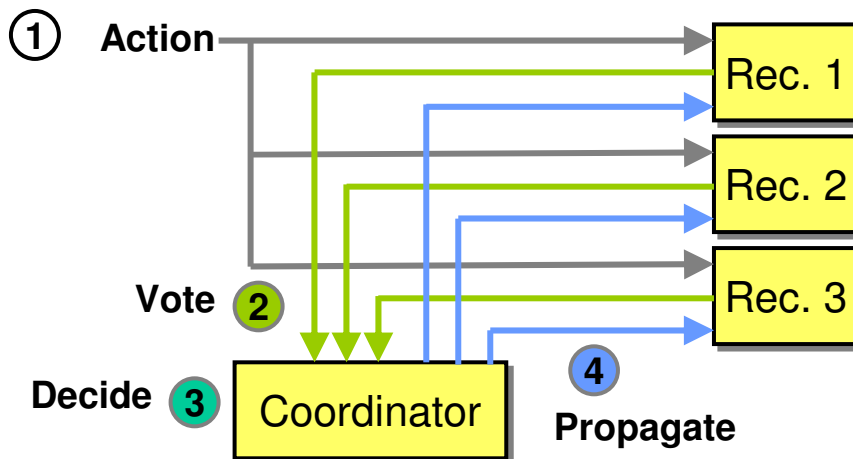 1 Action
Rec. 1
Rec. 2
Rec. 3
Vote 2
Decide 3
Coordinator
4
Propagate